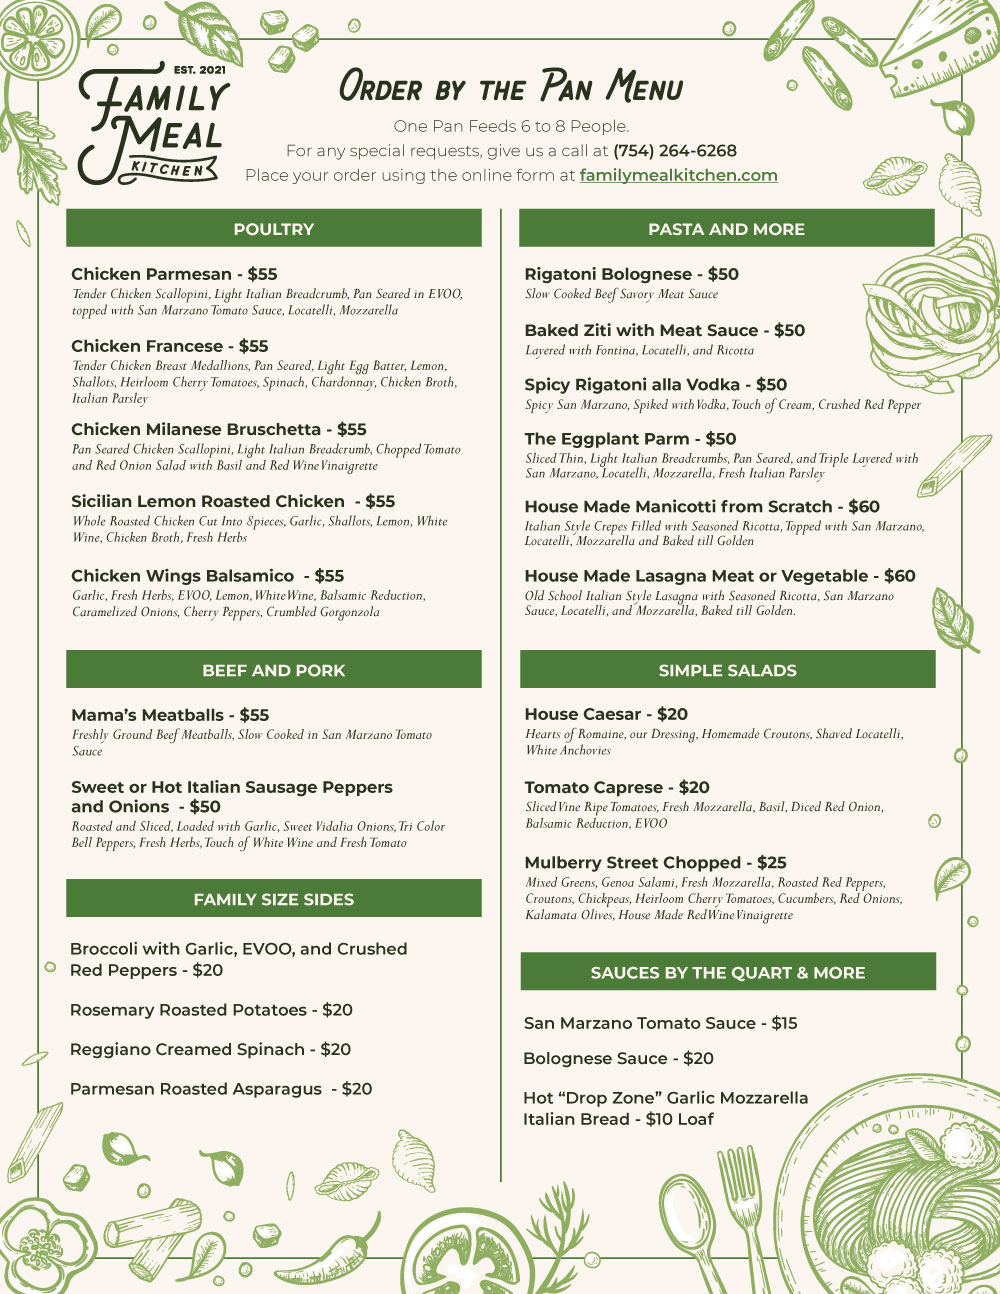 EST. 2021
FAMILY
MEAL
KITCHEN
ORDER BY THE PAN MENU
One Pan Feeds 6 to 8 People.
For any special requests, give us a call at (754) 264-6268
Place your order using the online form at familymealkitchen.com
POULTRY
Chicken Parmesan - $55
Tender Chicken Scallopini, Light Italian Breadcrumb, Pan Seared in EVOO,
topped with San Marzano Tomato Sauce, Locatelli, Mozzarella
Chicken Francese - $55
Tender Chicken Breast Medallions, Pan Seared, Light Egg Batter, Lemon,
Shallots, Heirloom Cherry Tomatoes, Spinach, Chardonnay, Chicken Broth,
Italian Parsley
Chicken Milanese Bruschetta - $55
Pan Seared Chicken Scallopini, Light Italian Breadcrumb, Chopped Tomato
and Red Onion Salad with Basil and Red Wine Vinaigrette
Sicilian Lemon Roasted Chicken - $55
Whole Roasted Chicken Cut Into 8pieces, Garlic, Shallots, Lemon, White
Wine, Chicken Broth, Fresh Herbs
Chicken Wings Balsamico - $55
Garlic, Fresh Herbs, EVOO, Lemon, White Wine, Balsamic Reduction,
Caramelized Onions, Cherry Peppers, Crumbled Gorgonzola
BEEF AND PORK
Mama's Meatballs - $55
Freshly Ground Beef Meatballs, Slow Cooked in San Marzano Tomato
Sauce
Sweet or Hot Italian Sausage Peppers
and Onions - $50
Roasted and Sliced, Loaded with Garlic, Sweet Vidalia Onions, Tri Color
Bell Peppers, Fresh Herbs, Touch of White Wine and Fresh Tomato
FAMILY SIZE SIDES
Broccoli with Garlic, EVOO, and Crushed
Red Peppers - $20
Rosemary Roasted Potatoes - $20
Reggiano Creamed Spinach - $20
Parmesan Roasted Asparagus - $20
PASTA AND MORE
Rigatoni Bolognese - $50
Slow Cooked Beef Savory Meat Sauce
Baked Ziti with Meat Sauce - $50
Layered with Fontina, Locatelli, and Ricotta
Spicy Rigatoni alla Vodka - $50
Spicy San Marzano, Spiked with Vodka, Touch of Cream, Crushed Red Pepper
The Eggplant Parm - $50
Sliced Thin, Light Italian Breadcrumbs, Pan Seared, and Triple Layered with
San Marzano, Locatelli, Mozzarella, Fresh Italian Parsley
House Made Manicotti from Scratch - $60
Italian Style Crepes Filled with Seasoned Ricotta, Topped with San Marzano,
Locatelli, Mozzarella and Baked till Golden
House Made Lasagna Meat or Vegetable - $60
Old School Italian Style Lasagna with Seasoned Ricotta, San Marzano
Sauce, Locatelli, and Mozzarella, Baked till Golden.
SIMPLE SALADS
House Caesar - $20
Hearts of Romaine, our Dressing, Homemade Croutons, Shaved Locatelli,
White Anchovies
Tomato Caprese - $20
Sliced Vine Ripe Tomatoes, Fresh Mozzarella, Basil, Diced Red Onion,
Balsamic Reduction, EVOO
Mulberry Street Chopped - $25
Mixed Greens, Genoa Salami, Fresh Mozzarella, Roasted Red Peppers,
Croutons, Chickpeas, Heirloom Cherry Tomatoes, Cucumbers, Red Onions,
Kalamata Olives, House Made Red Wine Vinaigrette
SAUCES BY THE QUART & MORE
San Marzano Tomato Sauce - $15
Bolognese Sauce - $20
Hot “Drop Zone” Garlic Mozzarella
Italian Bread - $10 Loaf